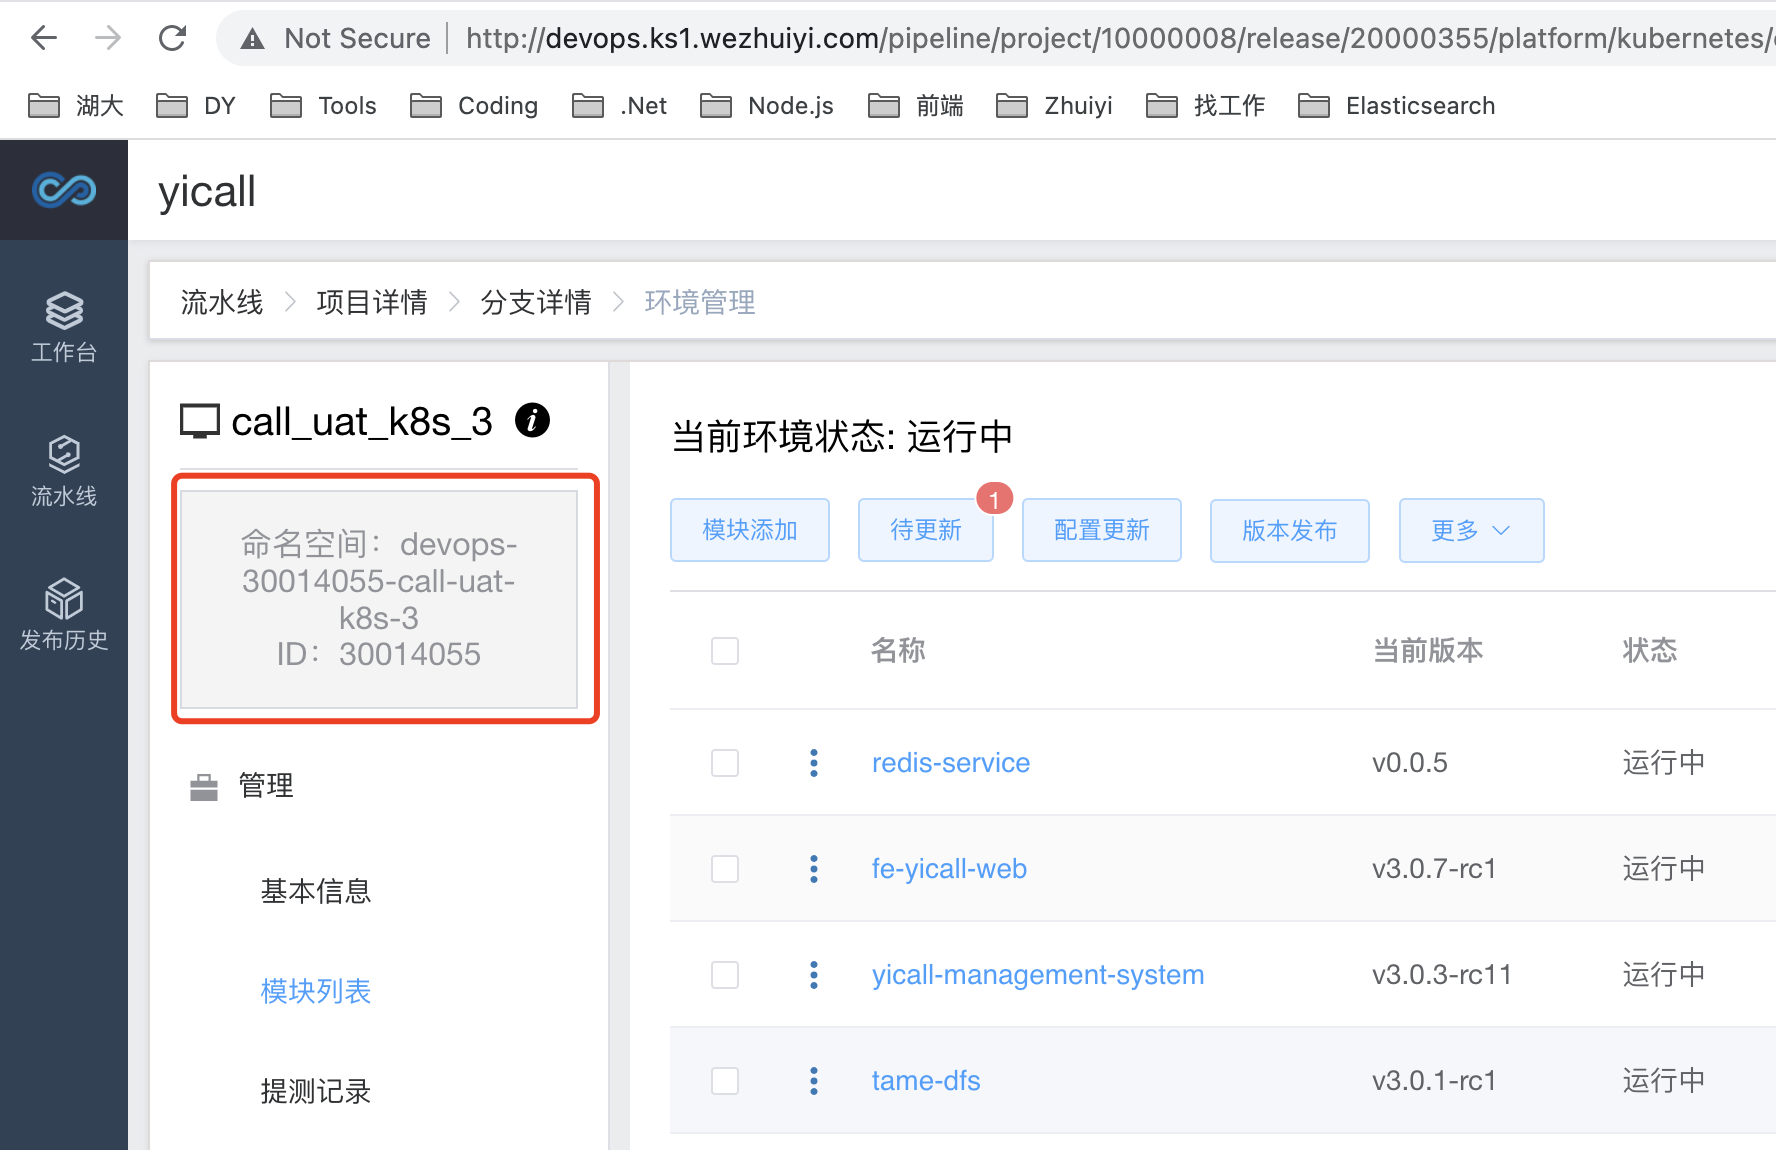 Not Secure http://devops.ks1.wezhuiyi.com/pipeline/project/10000008/release/20000355/platform/kubernetes/
湖大 DY Tools Coding .Net Node.js 前端 Zhuiyi 找工作 Elasticsearch
yicall
工作台
流水线
发布历史
流水线 > 项目详情 > 分支详情 > 环境管理
call_uat_k8s_3
命名空间：devops-
30014055-call-uat-
k8s-3
ID：30014055
管理
基本信息
模块列表
提测记录
当前环境状态: 运行中
模块添加 待更新 1 配置更新 版本发布 更多
名称 当前版本 状态
redis-service v0.0.5 运行中
fe-yicall-web v3.0.7-rc1 运行中
yicall-management-system v3.0.3-rc11 运行中
tame-dfs v3.0.1-rc1 运行中